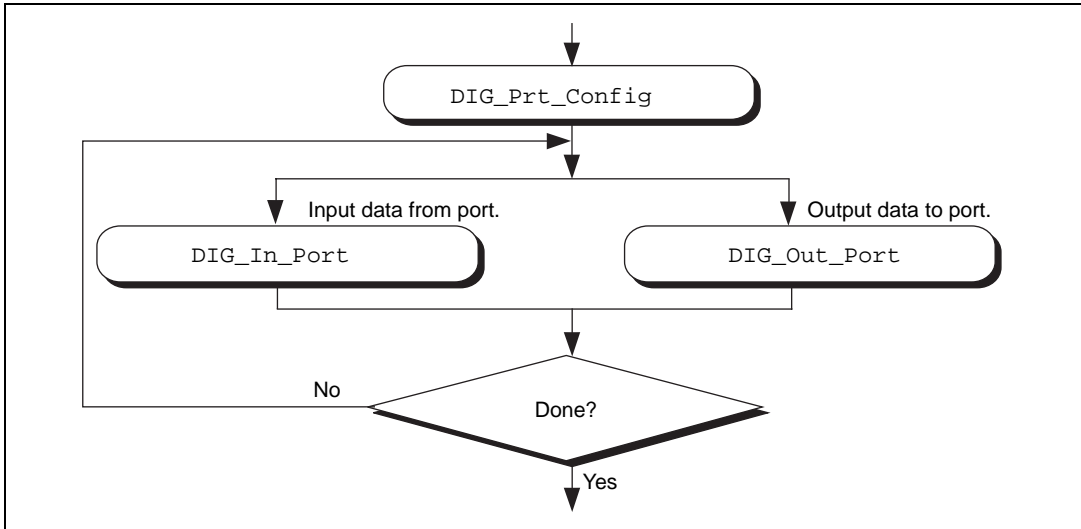 DIG_Prt_Config
Input data from port.
Output data to port.
DIG_In_Port
DIG_Out_Port
No
Done?
Yes